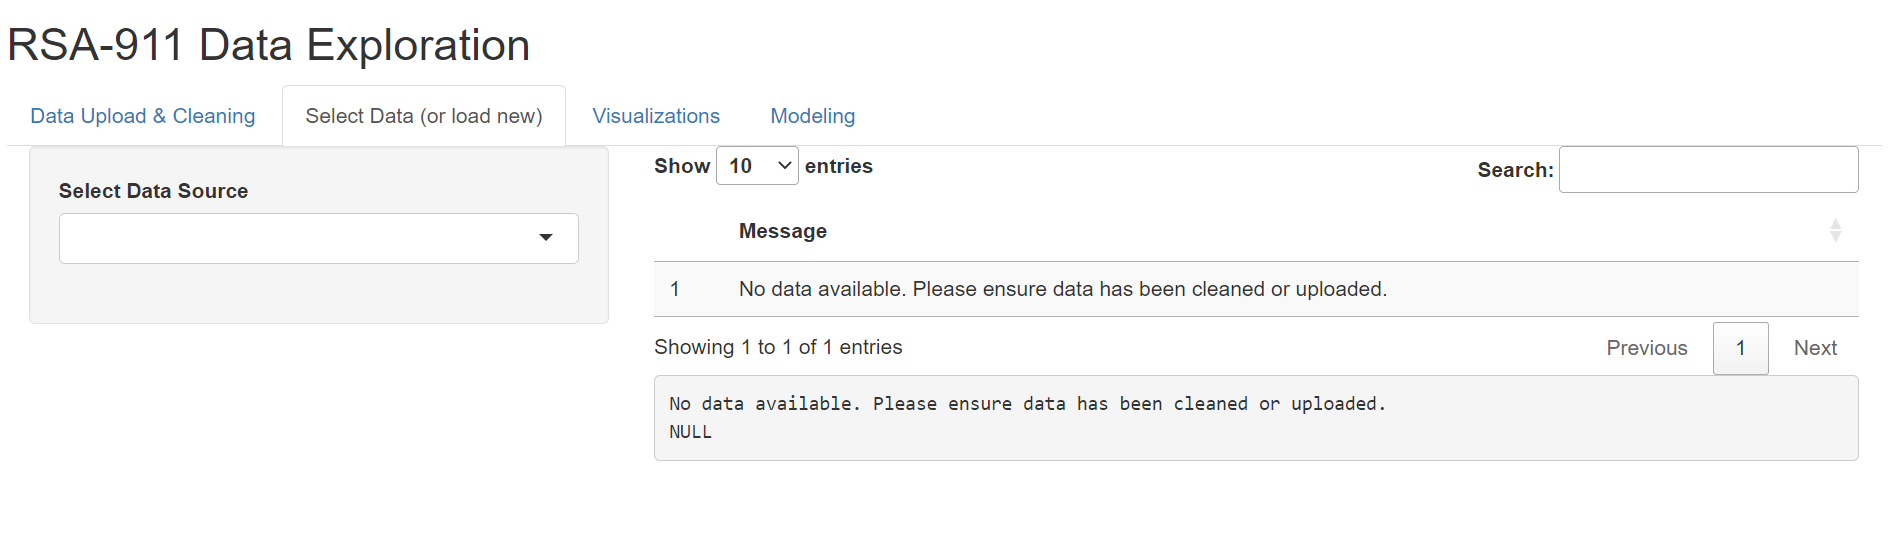 RSA-911 Data Exploration
Data Upload & Cleaning Select Data (or load new) Visualizations Modeling
Select Data Source
Show 10 entries Search:
Message
1 No data available. Please ensure data has been cleaned or uploaded.
Showing 1 to 1 of 1 entries Previous 1 Next
No data available. Please ensure data has been cleaned or uploaded.
NULL